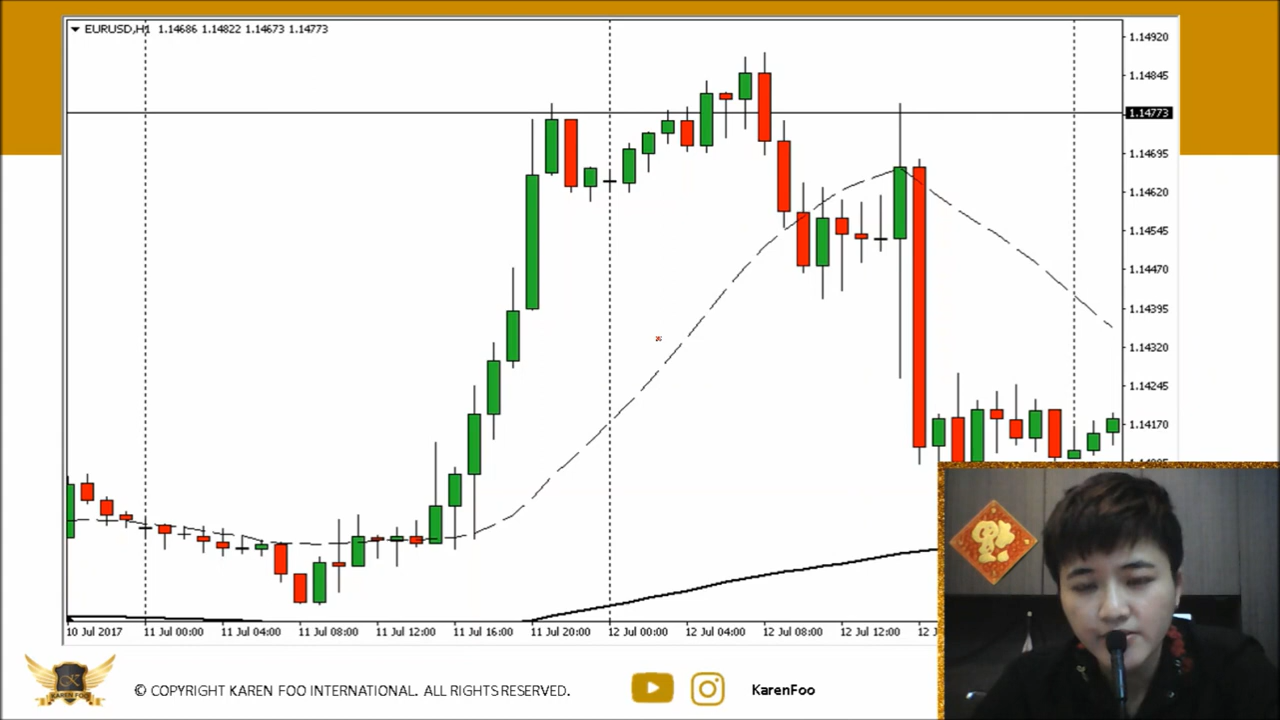 EURUSD,H1 1.14686 1.14822 1.14673 1.14773
1.14920
1.14845
1.14773
1.14695
1.14620
1.14545
1.14470
1.14395
1.14320
1.14245
1.14170
10 Jul 2017 11 Jul 00:00 11 Jul 04:00 11 Jul 08:00 11 Jul 12:00 11 Jul 16:00 11 Jul 20:00 12 Jul 00:00 12 Jul 04:00 12 Jul 08:00 12 Jul 12:00 12 J
福
K
KAREN FOO
© COPYRIGHT KAREN FOO INTERNATIONAL. ALL RIGHTS RESERVED.
KarenFoo